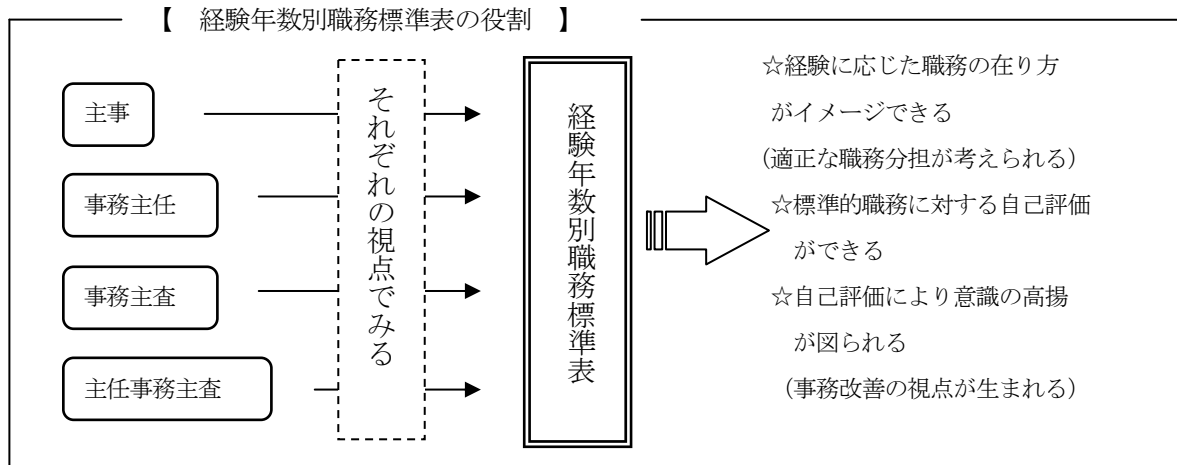 【　経験年数別職務標準表の役割　】
主事
事務主任
事務主査
主任事務主査
それぞれの視点でみる
経験年数別職務標準表
☆経験に応じた職務の在り方
がイメージできる
(適正な職務分担が考えられる)
☆標準的職務に対する自己評価
ができる
☆自己評価により意識の高揚
が図られる
(事務改善の視点が生まれる)